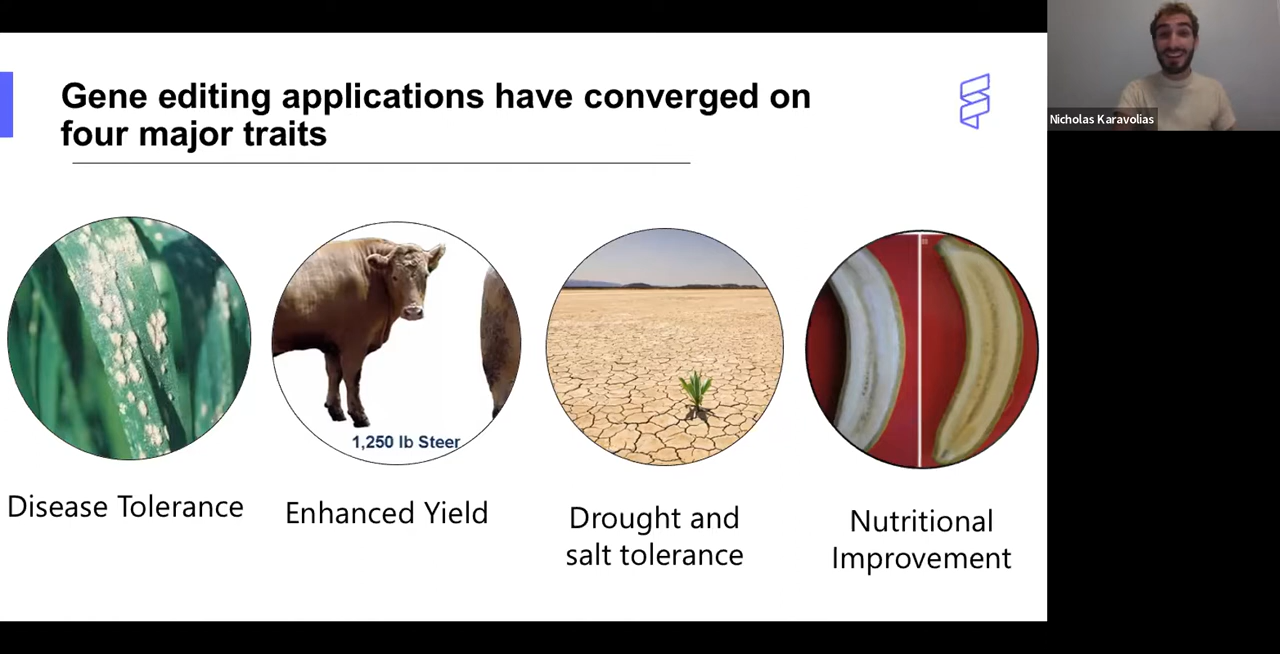 Gene editing applications have converged on
four major traits
Nicholas Karavolias
1,250 lb Steer
Disease Tolerance
Enhanced Yield
Drought and
salt tolerance
Nutritional
Improvement